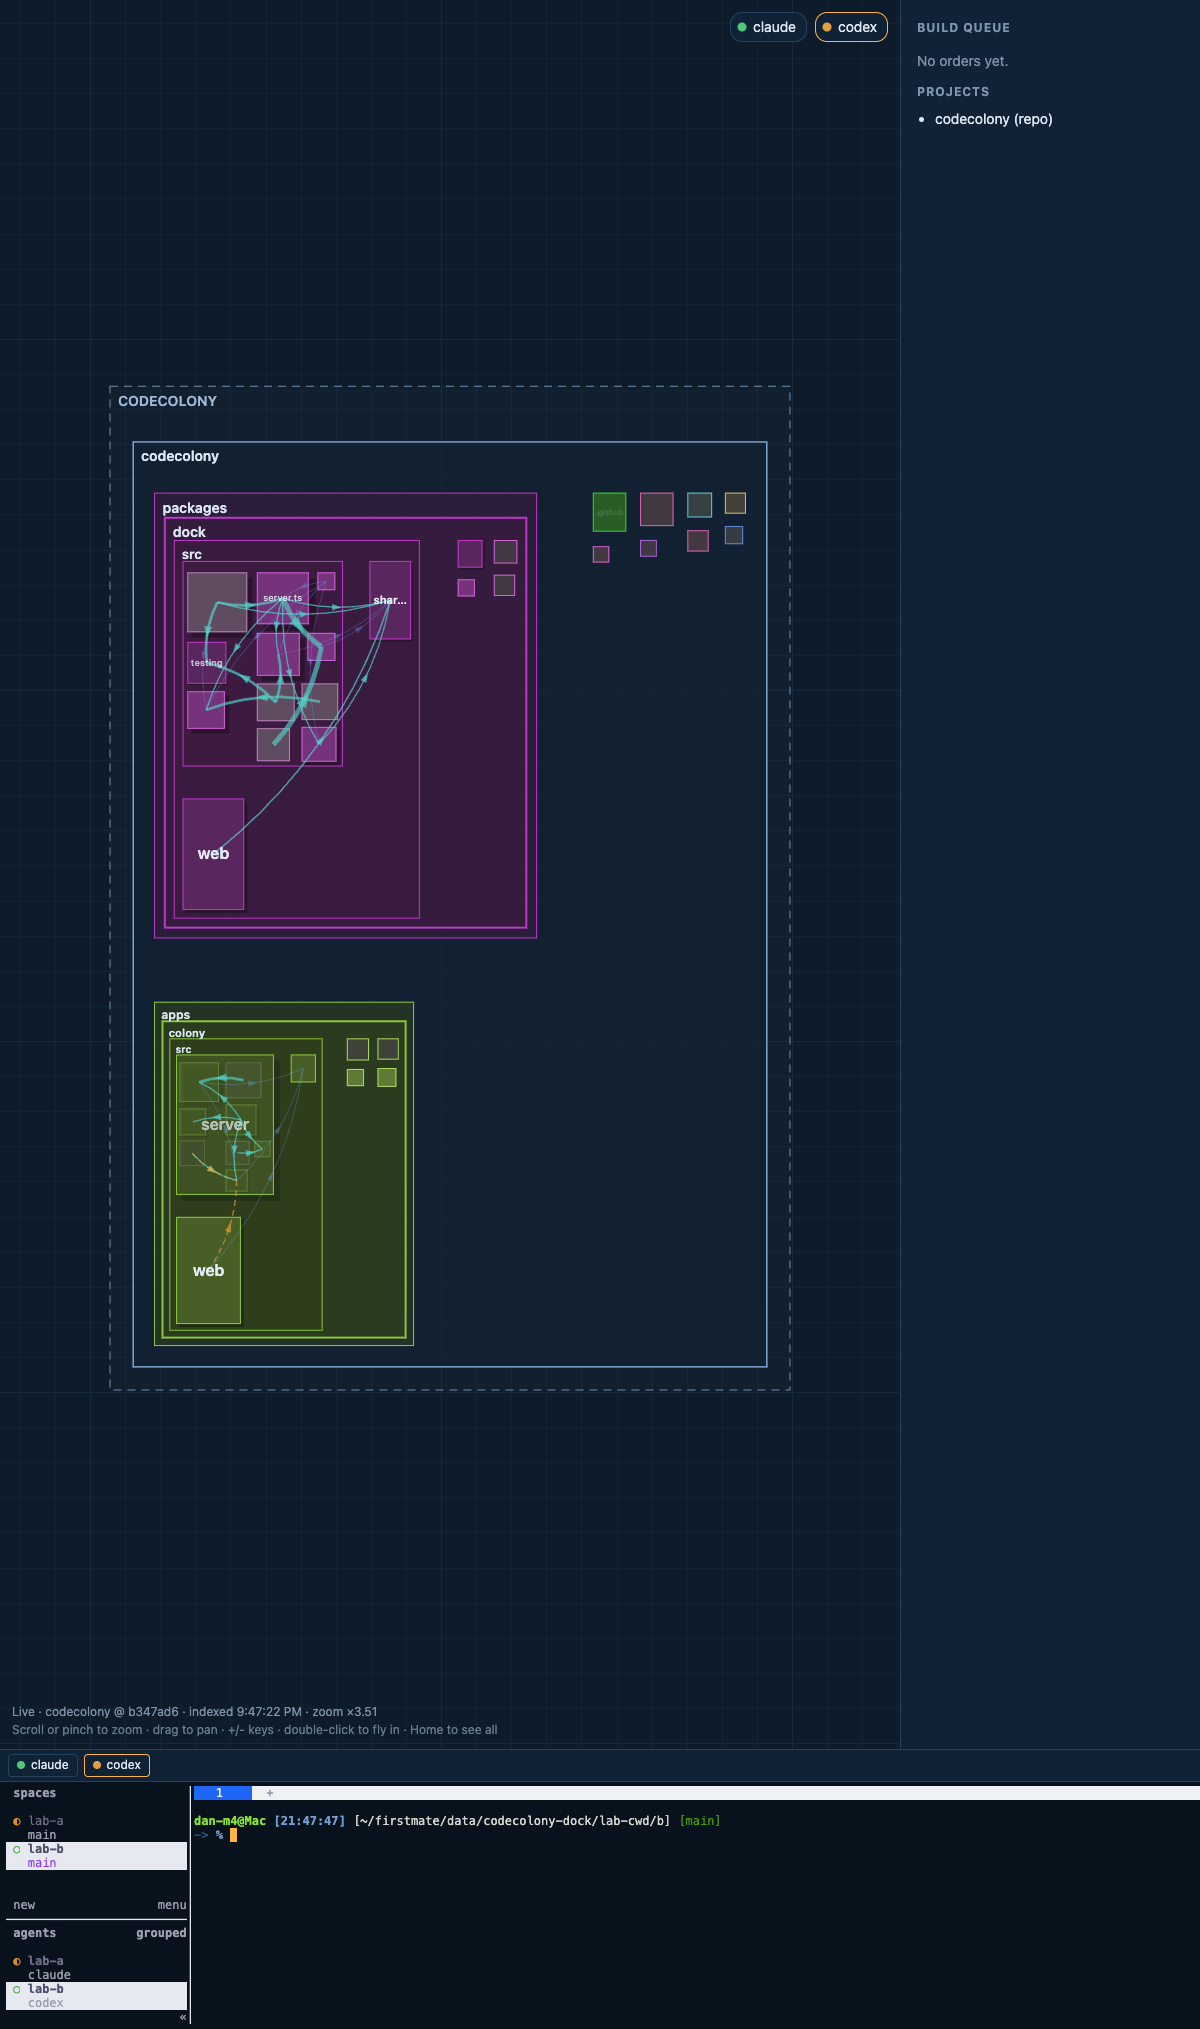 claude
codex
BUILD QUEUE
No orders yet.
PROJECTS
• codecolony (repo)
CODECOLONY
codecolony
packages
dock
src
server.ts
shar...
testing
web
.github
apps
colony
src
server
web
Live · codecolony @ b347ad6 · indexed 9:47:22 PM · zoom ×3.51
Scroll or pinch to zoom · drag to pan · +/- keys · double-click to fly in · Home to see all
claude
codex
spaces
lab-a
main
lab-b
main
new menu
agents grouped
lab-a
claude
lab-b
codex
«
1 +
dan-m4@Mac [21:47:47] [~/firstmate/data/codecolony-dock/lab-cwd/b] [main]
-> %